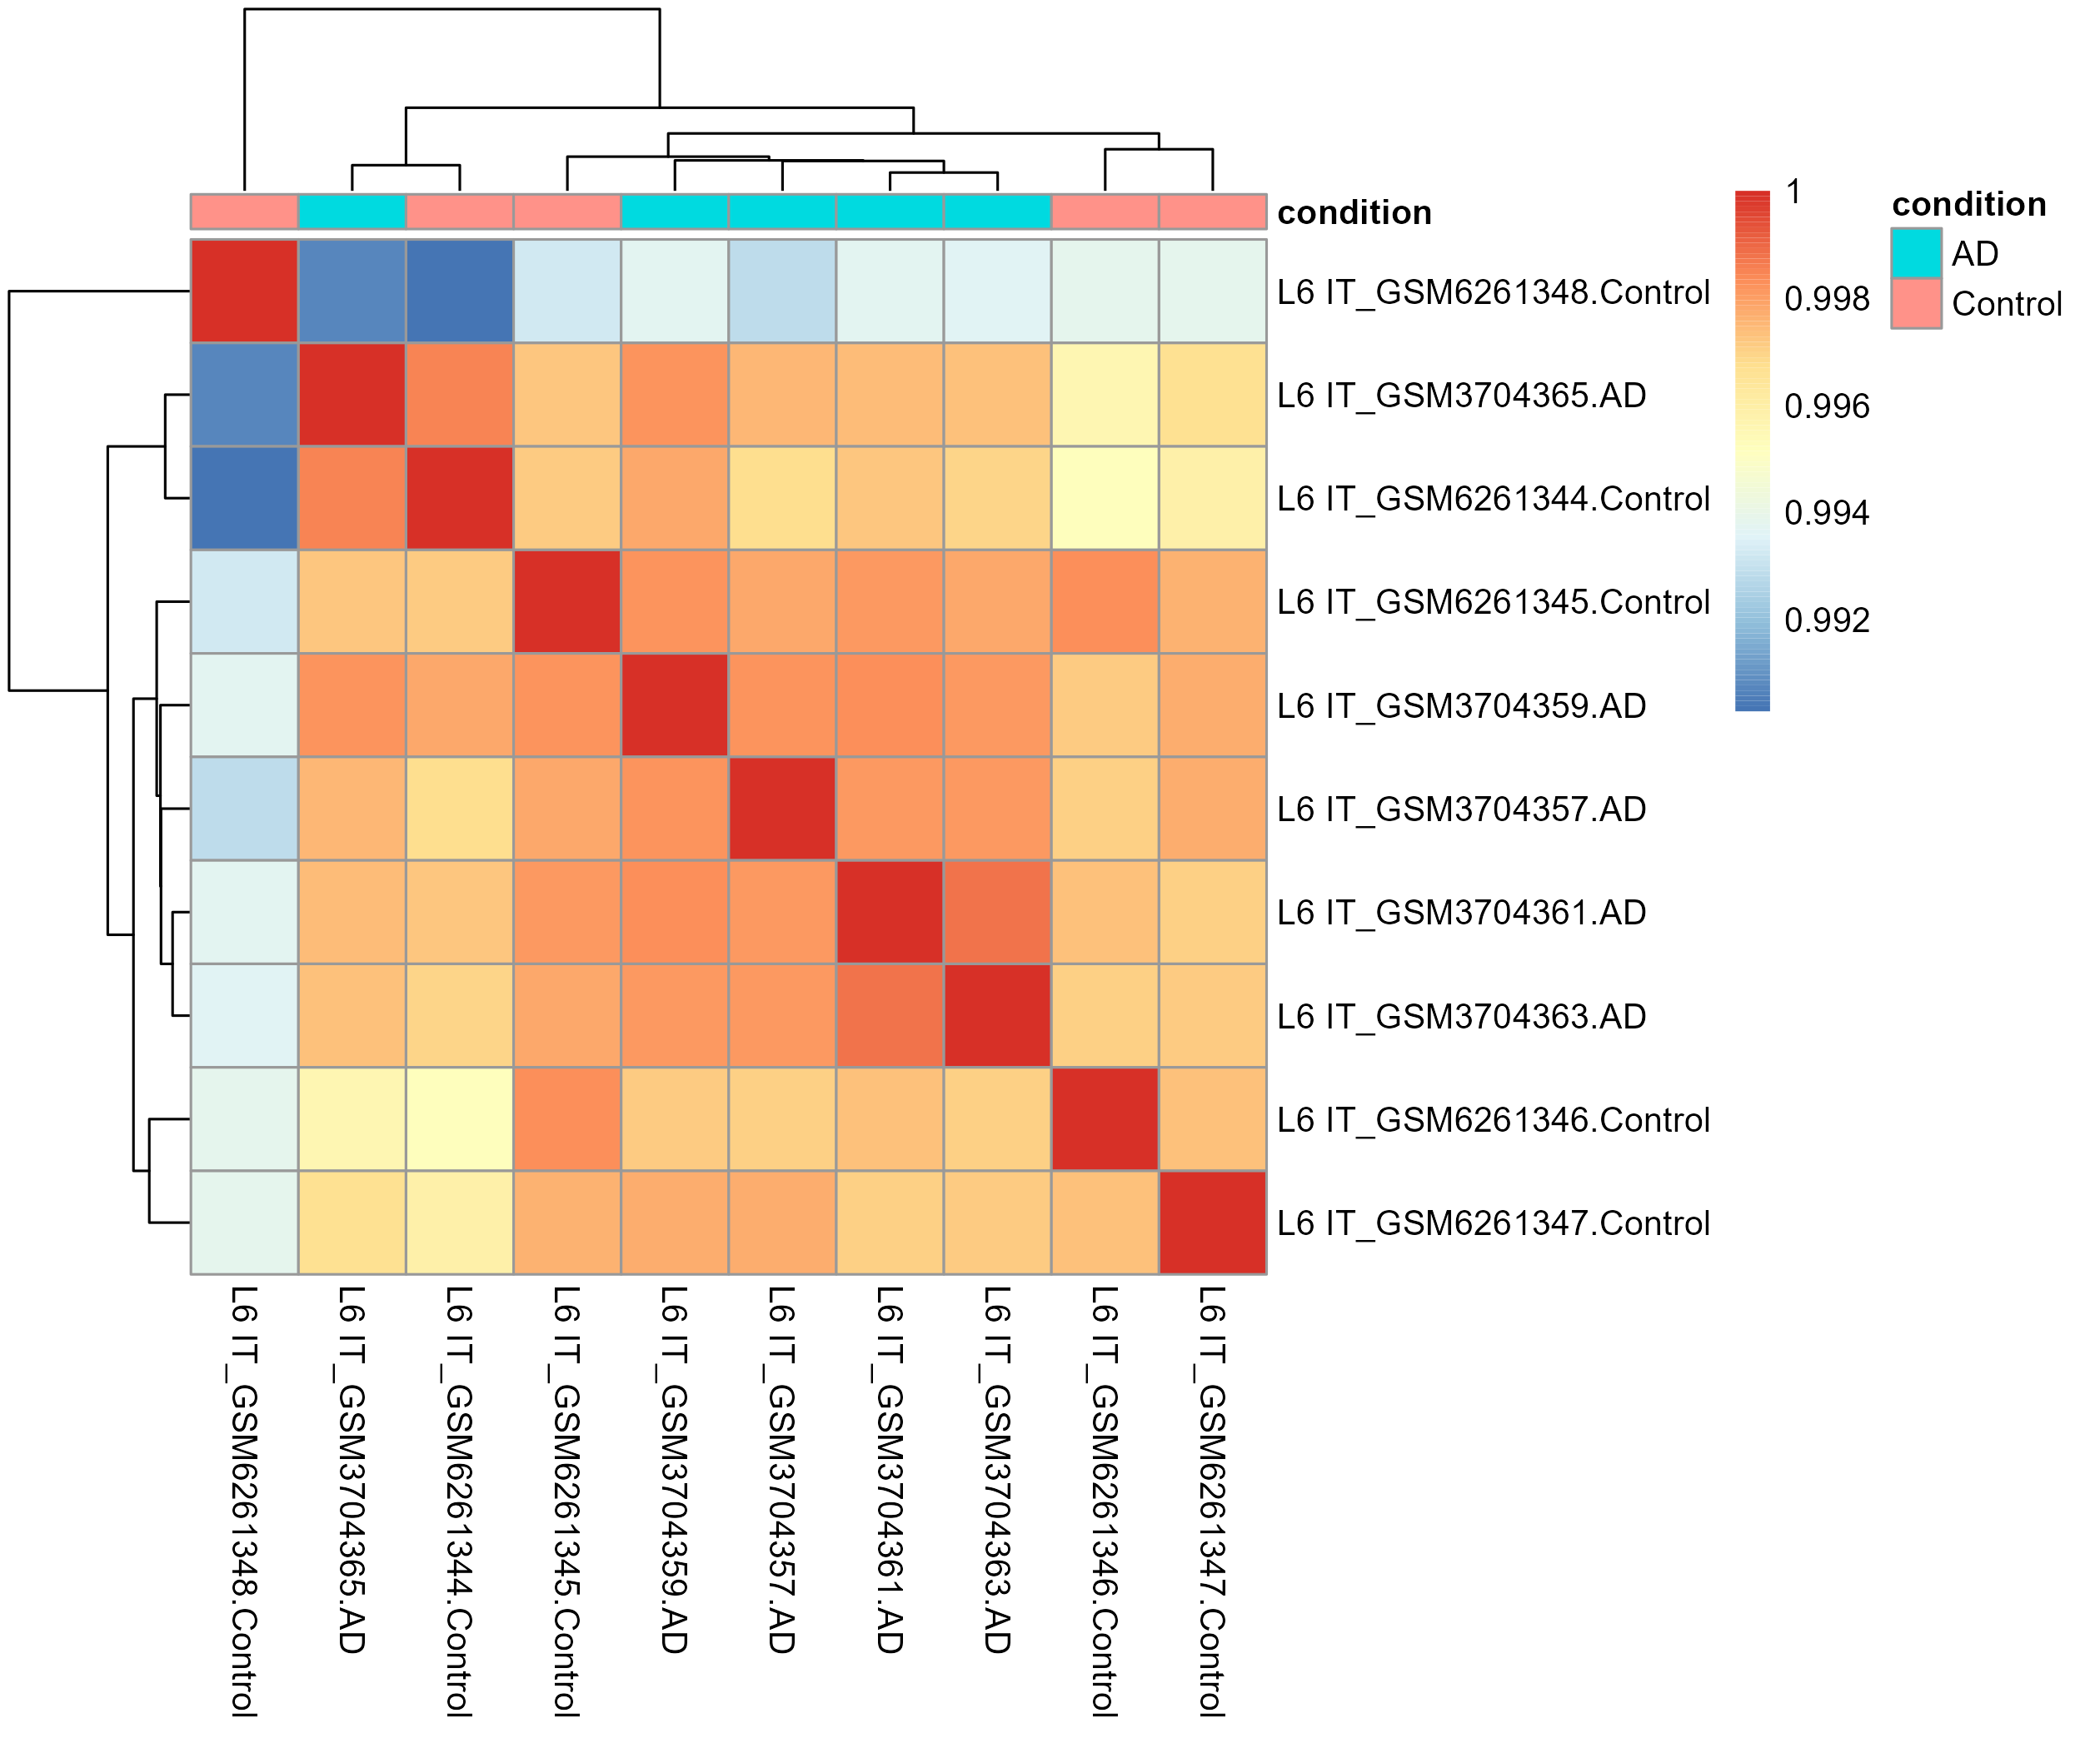 condition
1
0.998
0.996
0.994
0.992
condition
AD
Control
L6 IT_GSM6261348.Control
L6 IT_GSM3704365.AD
L6 IT_GSM6261344.Control
L6 IT_GSM6261345.Control
L6 IT_GSM3704359.AD
L6 IT_GSM3704357.AD
L6 IT_GSM3704361.AD
L6 IT_GSM3704363.AD
L6 IT_GSM6261346.Control
L6 IT_GSM6261347.Control
L6 IT_GSM6261348.Control
L6 IT_GSM3704365.AD
L6 IT_GSM6261344.Control
L6 IT_GSM6261345.Control
L6 IT_GSM3704359.AD
L6 IT_GSM3704357.AD
L6 IT_GSM3704361.AD
L6 IT_GSM3704363.AD
L6 IT_GSM6261346.Control
L6 IT_GSM6261347.Control